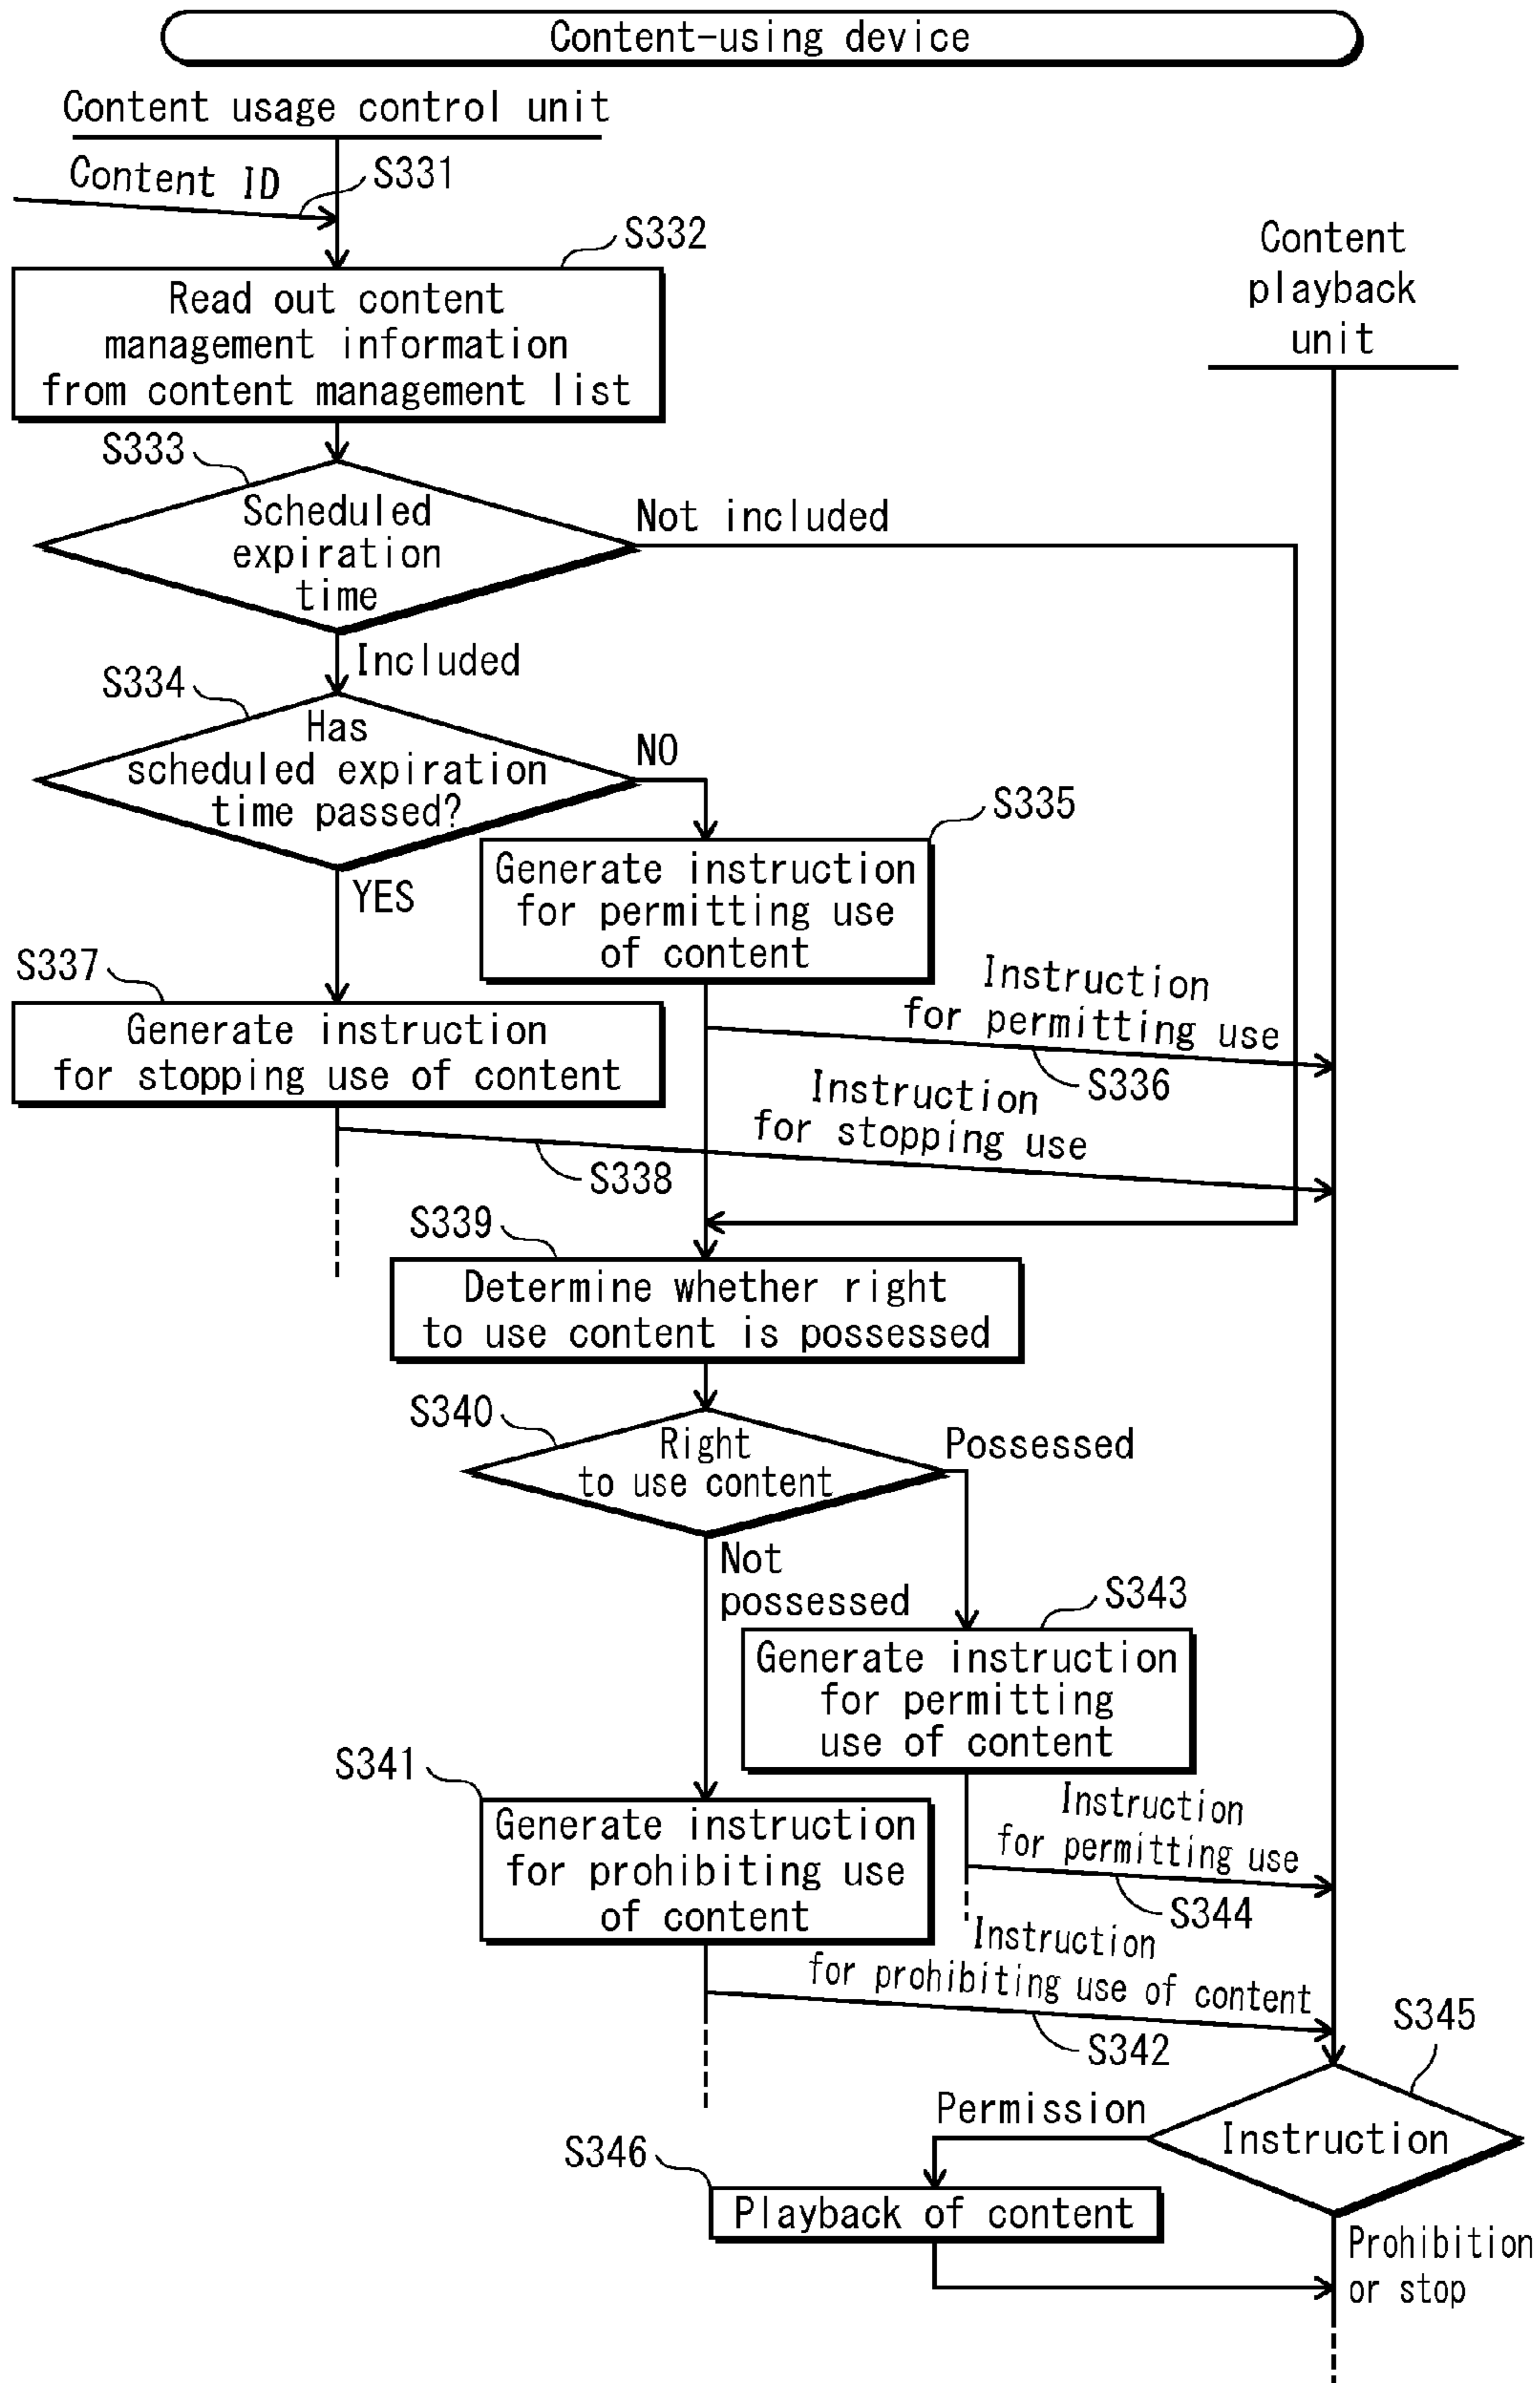 Content-using device
Content usage control unit
Content ID
S331
S332
Read out content
management information
from content management list
Content
playback
unit
S333
Scheduled
expiration
time
Not included
Included
S334
Has
scheduled expiration
time passed?
NO
YES
S335
Generate instruction
for permitting use
of content
S337
Generate instruction
for stopping use of content
Instruction
for permitting use
S336
Instruction
for stopping use
S338
S339
Determine whether right
to use content is possessed
S340
Right
to use content
Possessed
Not
possessed
S343
Generate instruction
for permitting
use of content
S341
Generate instruction
for prohibiting use
of content
Instruction
for permitting use
S344
Instruction
for prohibiting use of content
S342
S345
Instruction
Permission
S346
Playback of content
Prohibition
or stop